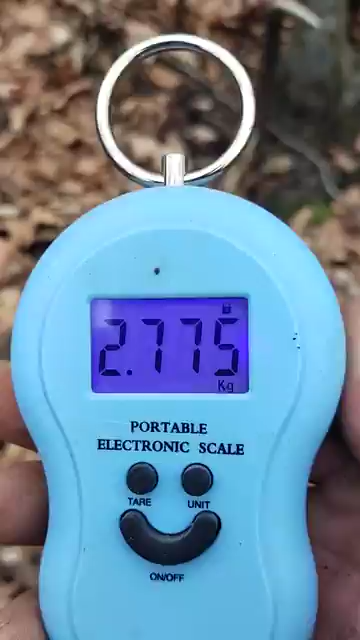 2.775
Kg
PORTABLE
ELECTRONIC SCALE
TARE
UNIT
ON/OFF